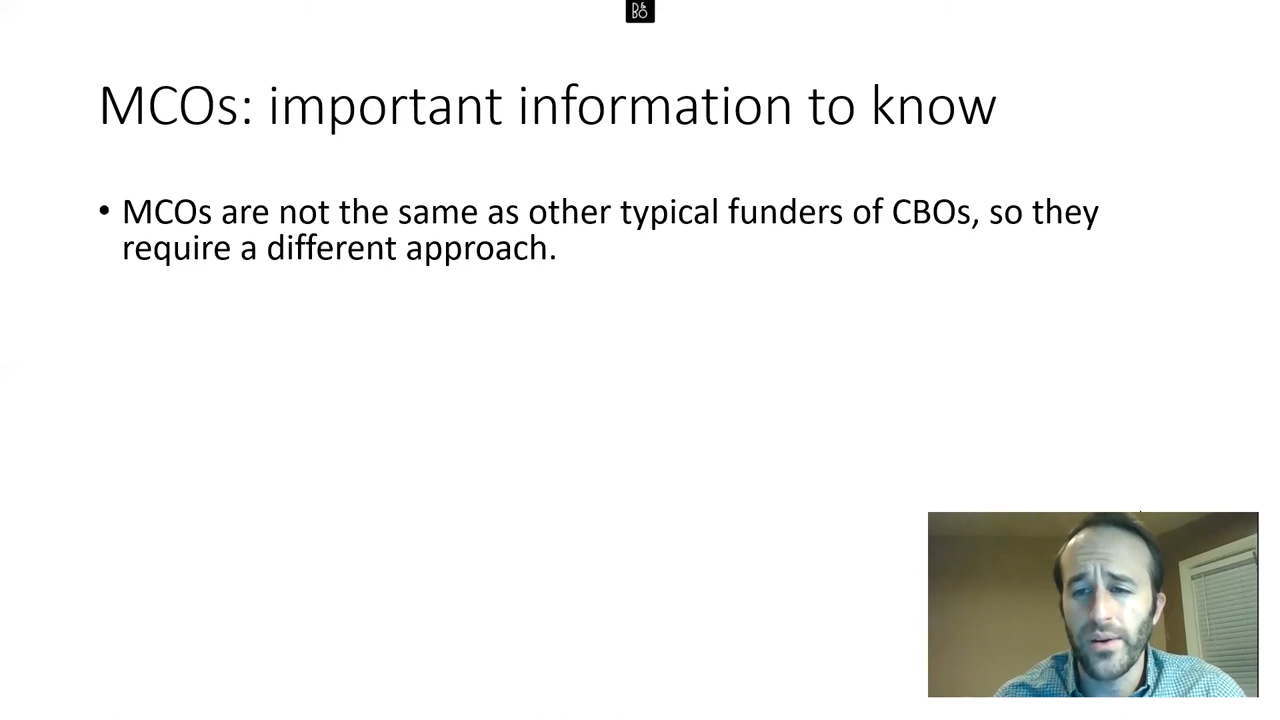 B&
BO
MCOs: important information to know
• MCOs are not the same as other typical funders of CBOs, so they
require a different approach.